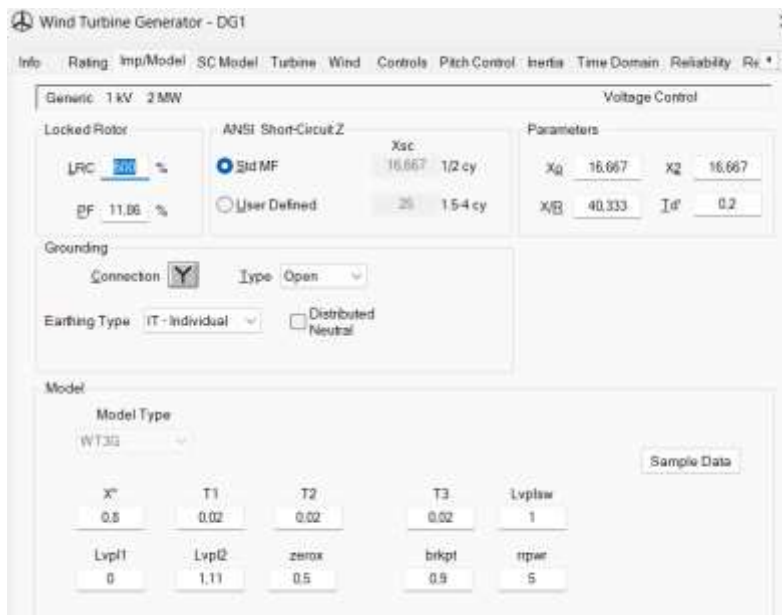 Wind Turbine Generator - DG1
Info Rating Imp/Model SC Model Turbine Wind Controls Pitch Control Inertia Time Domain Reliability Re
Generic 1 kV 2 MW Voltage Control
Locked Rotor
LRC 600 %
PF 11,86 %
ANSI Short-Circuit Z
Xsc
Std MF 16,667 1/2 cy
User Defined 25 1.5-4 cy
Parameters
X0 16,667 X2 16,667
X/R 40,333 Td' 0,2
Grounding
Connection Type Open
Earthing Type IT - Individual Distributed Neutral
Model
Model Type
WT3G
Sample Data
X" T1 T2 T3 Lvplsw
0,8 0,02 0,02 0,02 1
Lvpl1 Lvpl2 zerox brkpt rrpwr
0 1,11 0,5 0,9 5